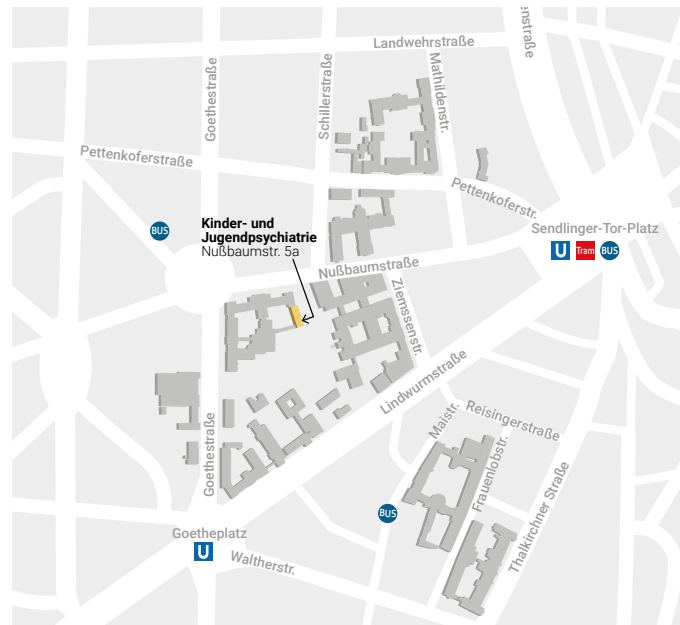 enstraße
Landwehrstraße
Goethestraße
Schillerstraße
Mathildenstr.
Pettenkoferstraße
Pettenkoferstr.
BUS
Kinder- und
Jugendpsychiatrie
Nußbaumstr. 5a
Sendlinger-Tor-Platz
U
Tram
BUS
Nußbaumstraße
Ziemssenstr.
Lindwurmstraße
Goethestraße
Maistr.
Reisingerstraße
Frauenlobstr.
Thalkirchner Straße
BUS
Goetheplatz
U
Waltherstr.